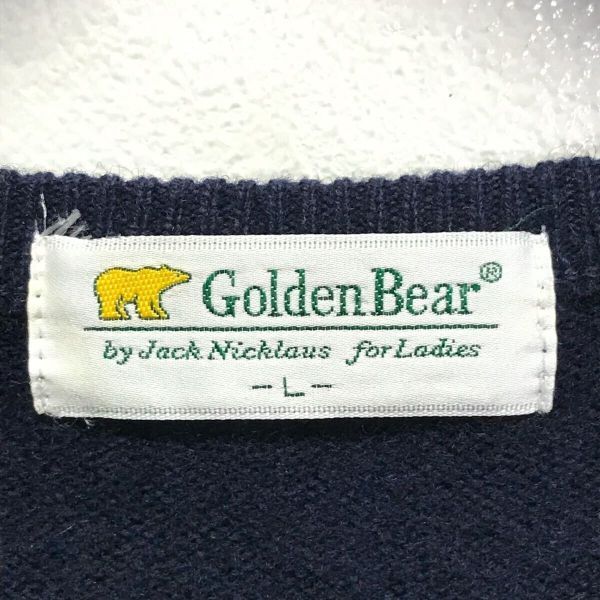 GoldenBear®
by Jack Nicklaus for Ladies
- L -